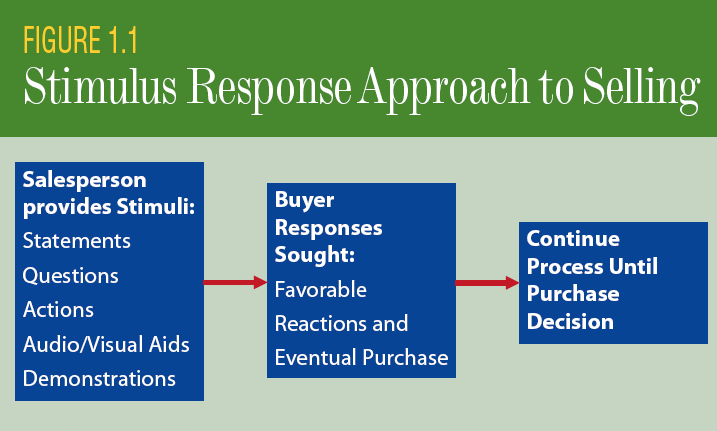 FIGURE 1.1
Stimulus Response Approach to Selling
Salesperson
provides Stimuli:
Statements
Questions
Actions
Audio/Visual Aids
Demonstrations
Buyer
Responses
Sought:
Favorable
Reactions and
Eventual Purchase
Continue
Process Until
Purchase
Decision